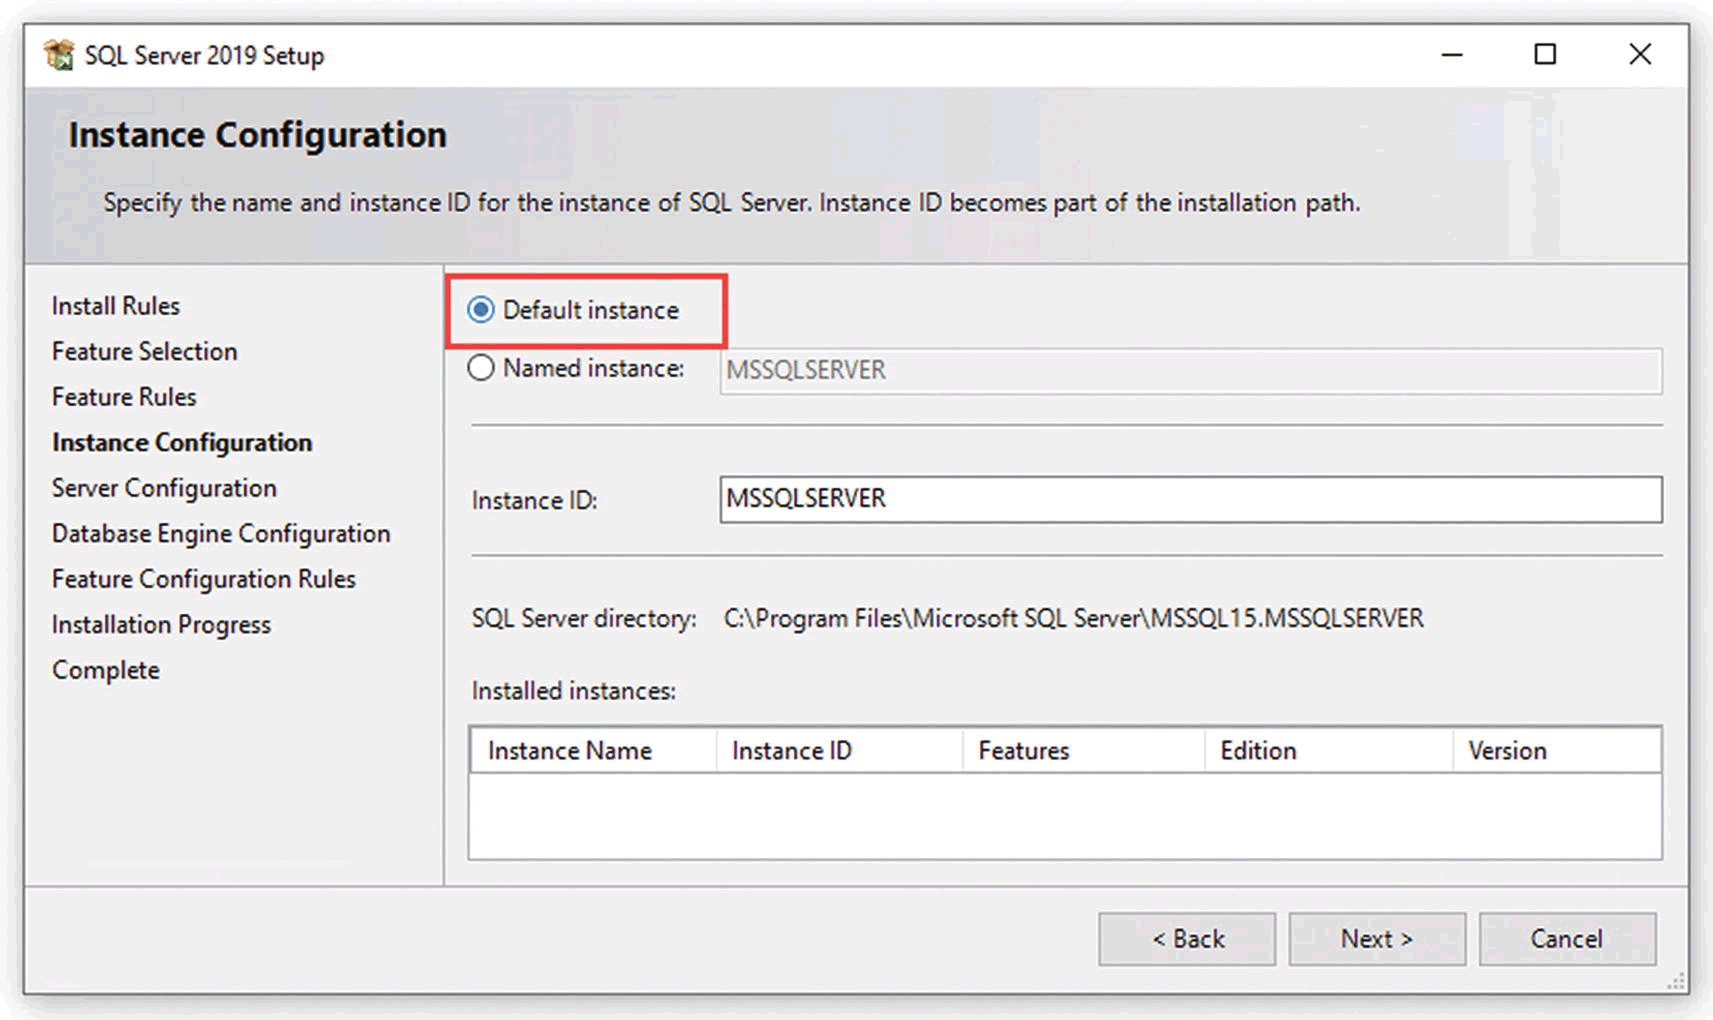 SQL Server 2019 Setup
Instance Configuration
Specify the name and instance ID for the instance of SQL Server. Instance ID becomes part of the installation path.
Install Rules
Feature Selection
Feature Rules
Instance Configuration
Server Configuration
Database Engine Configuration
Feature Configuration Rules
Installation Progress
Complete
Default instance
Named instance: MSSQLSERVER
Instance ID: MSSQLSERVER
SQL Server directory: C:\Program Files\Microsoft SQL Server\MSSQL15.MSSQLSERVER
Installed instances:
Instance Name Instance ID Features Edition Version
< Back Next > Cancel